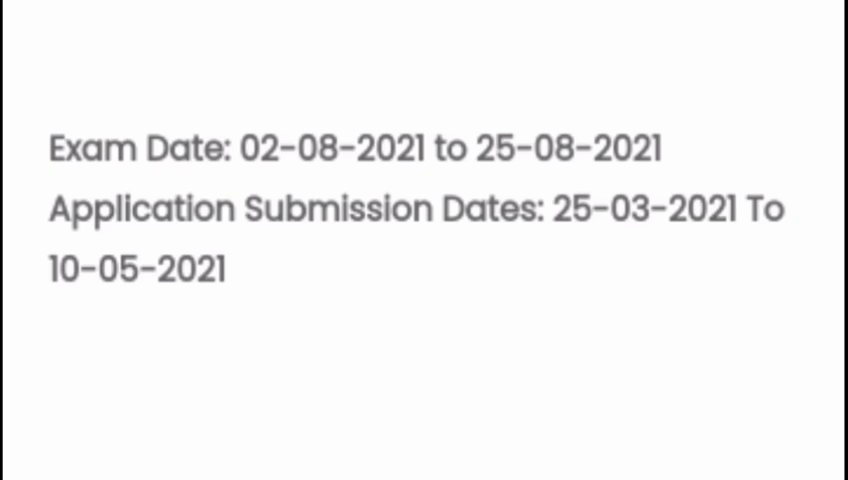 Exam Date: 02-08-2021 to 25-08-2021
Application Submission Dates: 25-03-2021 To
10-05-2021